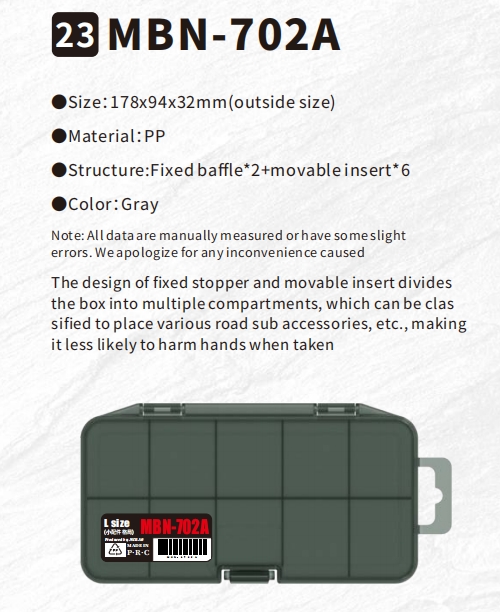 23 MBN-702A
●Size:178x94x32mm(outside size)
●Material:PP
●Structure:Fixed baffle*2+movable insert*6
●Color:Gray
Note: All data are manually measured or have some slight
errors. We apologize for any inconvenience caused
The design of fixed stopper and movable insert divides
the box into multiple compartments, which can be clas
sified to place various road sub accessories, etc., making
it less likely to harm hands when taken
L size
MBN-702A
MADE IN
P·R·C